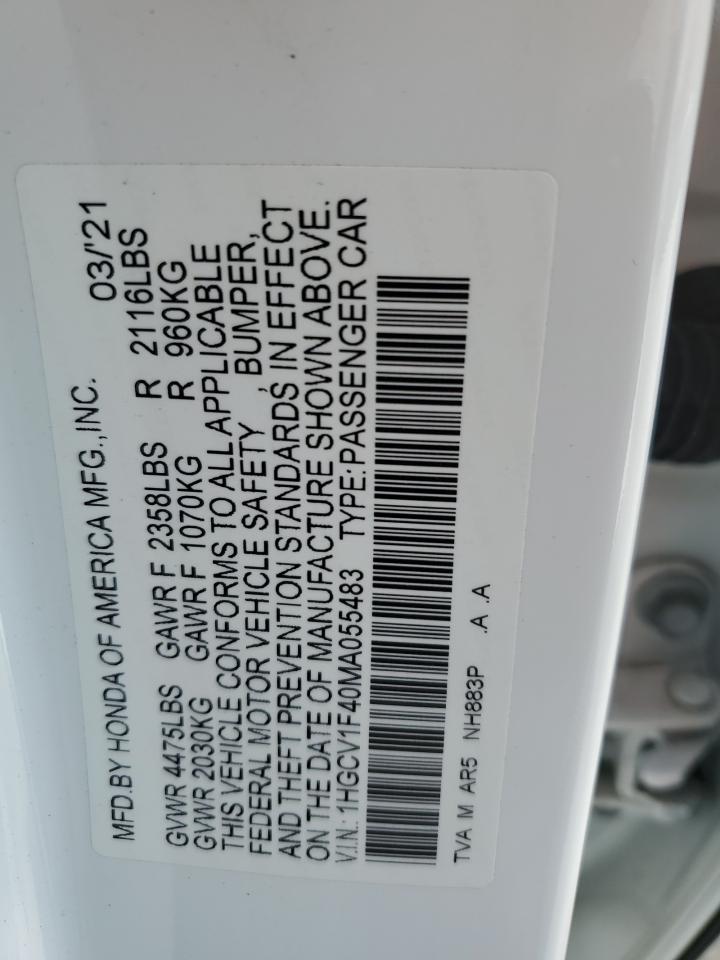 MFD.BY HONDA OF AMERICA MFG.,INC. 03/'21
GVWR 4475LBS GAWR F 2358LBS R 2116LBS
GVWR 2030KG GAWR F 1070KG R 960KG
THIS VEHICLE CONFORMS TO ALL APPLICABLE
FEDERAL MOTOR VEHICLE SAFETY , BUMPER,
AND THEFT PREVENTION STANDARDS IN EFFECT
ON THE DATE OF MANUFACTURE SHOWN ABOVE.
V.I.N.: 1HGCV1F40MA055483 TYPE:PASSENGER CAR
TVA M AR5 NH883P .A .A